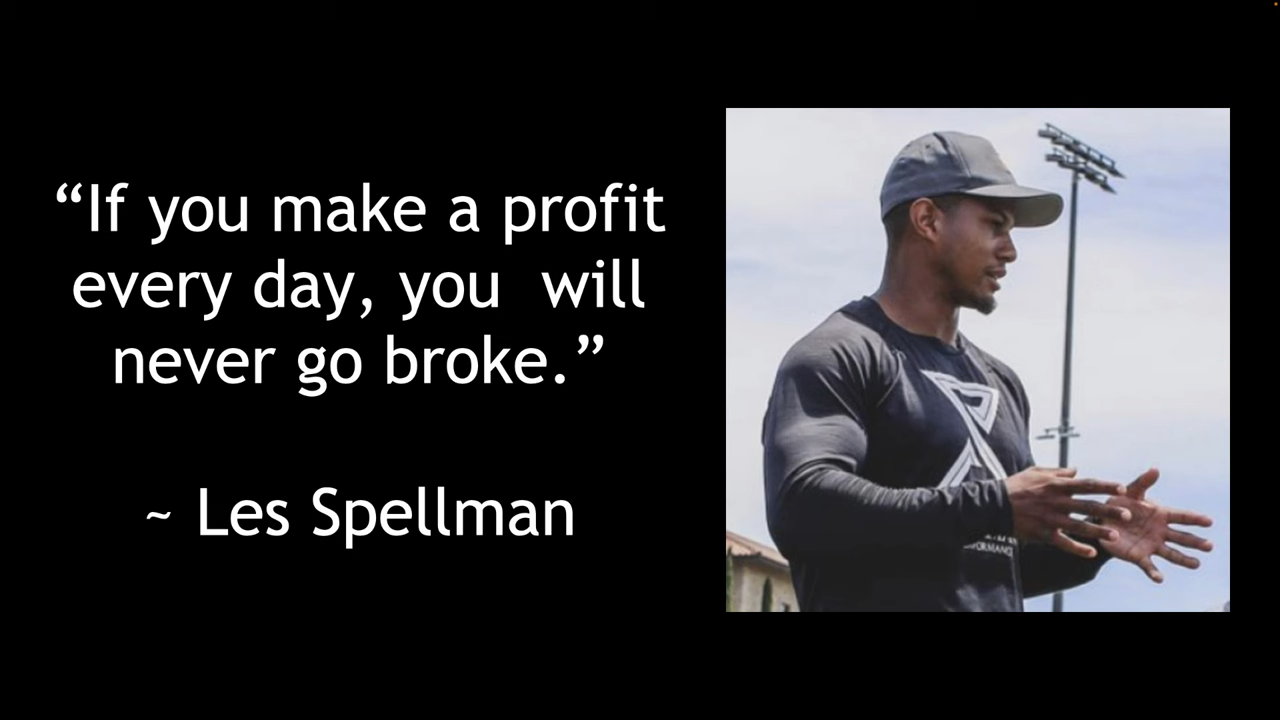 “If you make a profit
every day, you  will
never go broke.”
~ Les Spellman